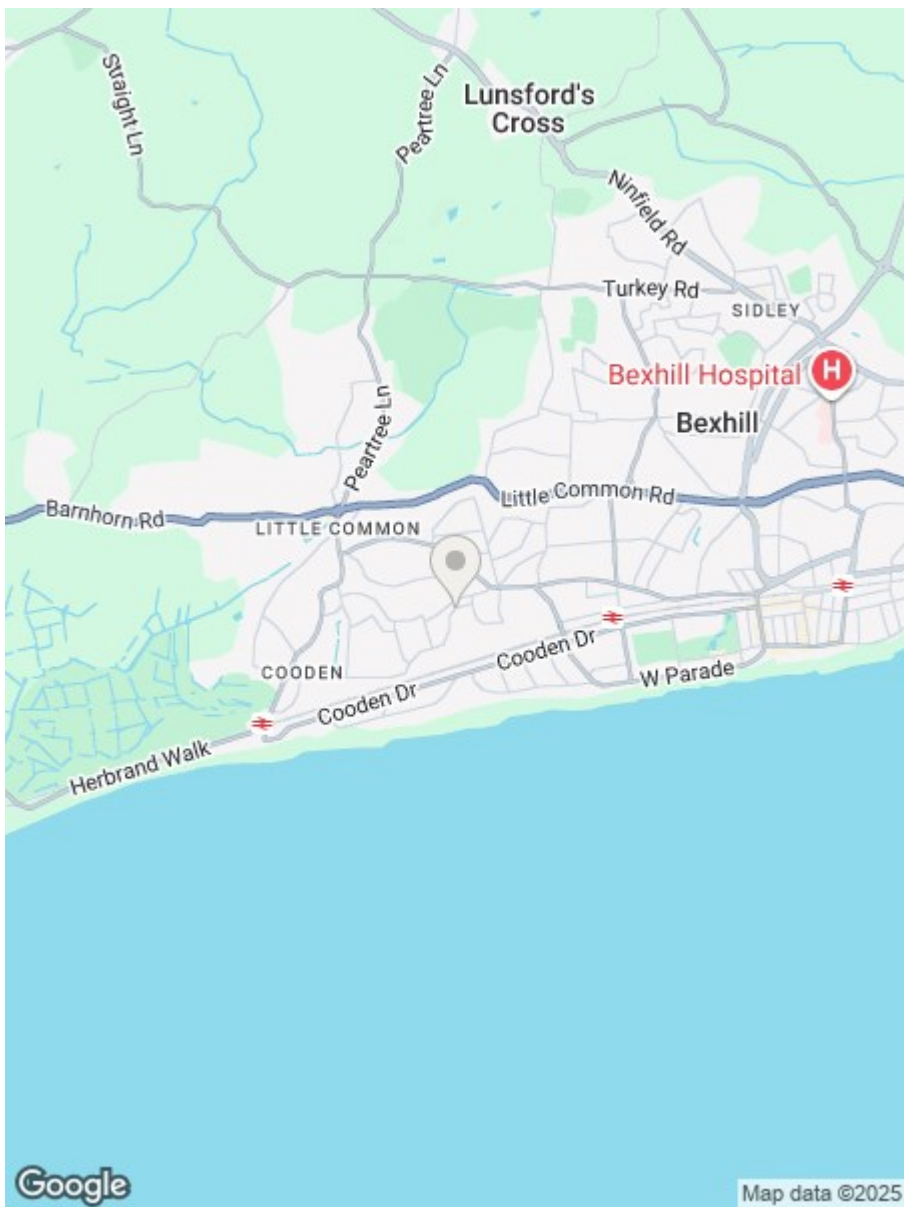 Straight Ln
Peartree Ln
Lunsford's
Cross
Ninfield Rd
Turkey Rd
SIDLEY
Bexhill Hospital H
Bexhill
Peartree Ln
Little Common Rd
Barnhorn Rd
LITTLE COMMON
Cooden Dr
COODEN
W Parade
Cooden Dr
Herbrand Walk
Google
Map data ©2025